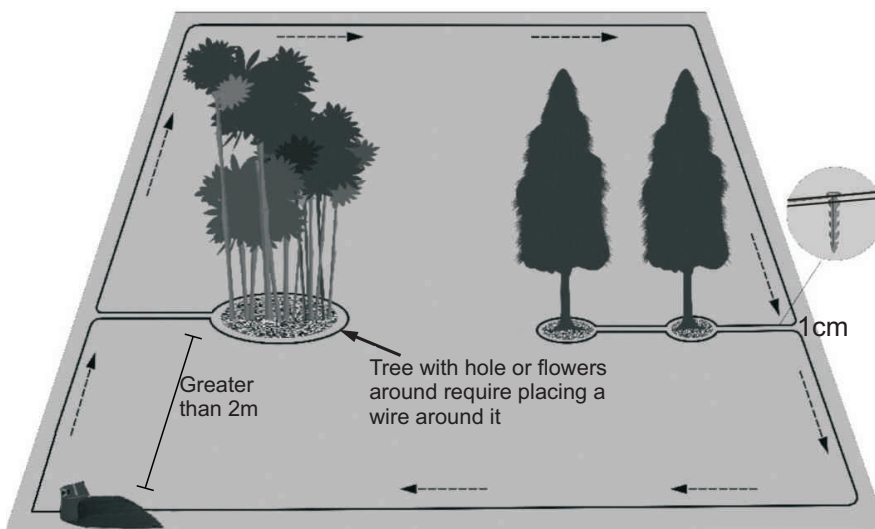 1cm
Greater
than 2m
Tree with hole or flowers
around require placing a
wire around it